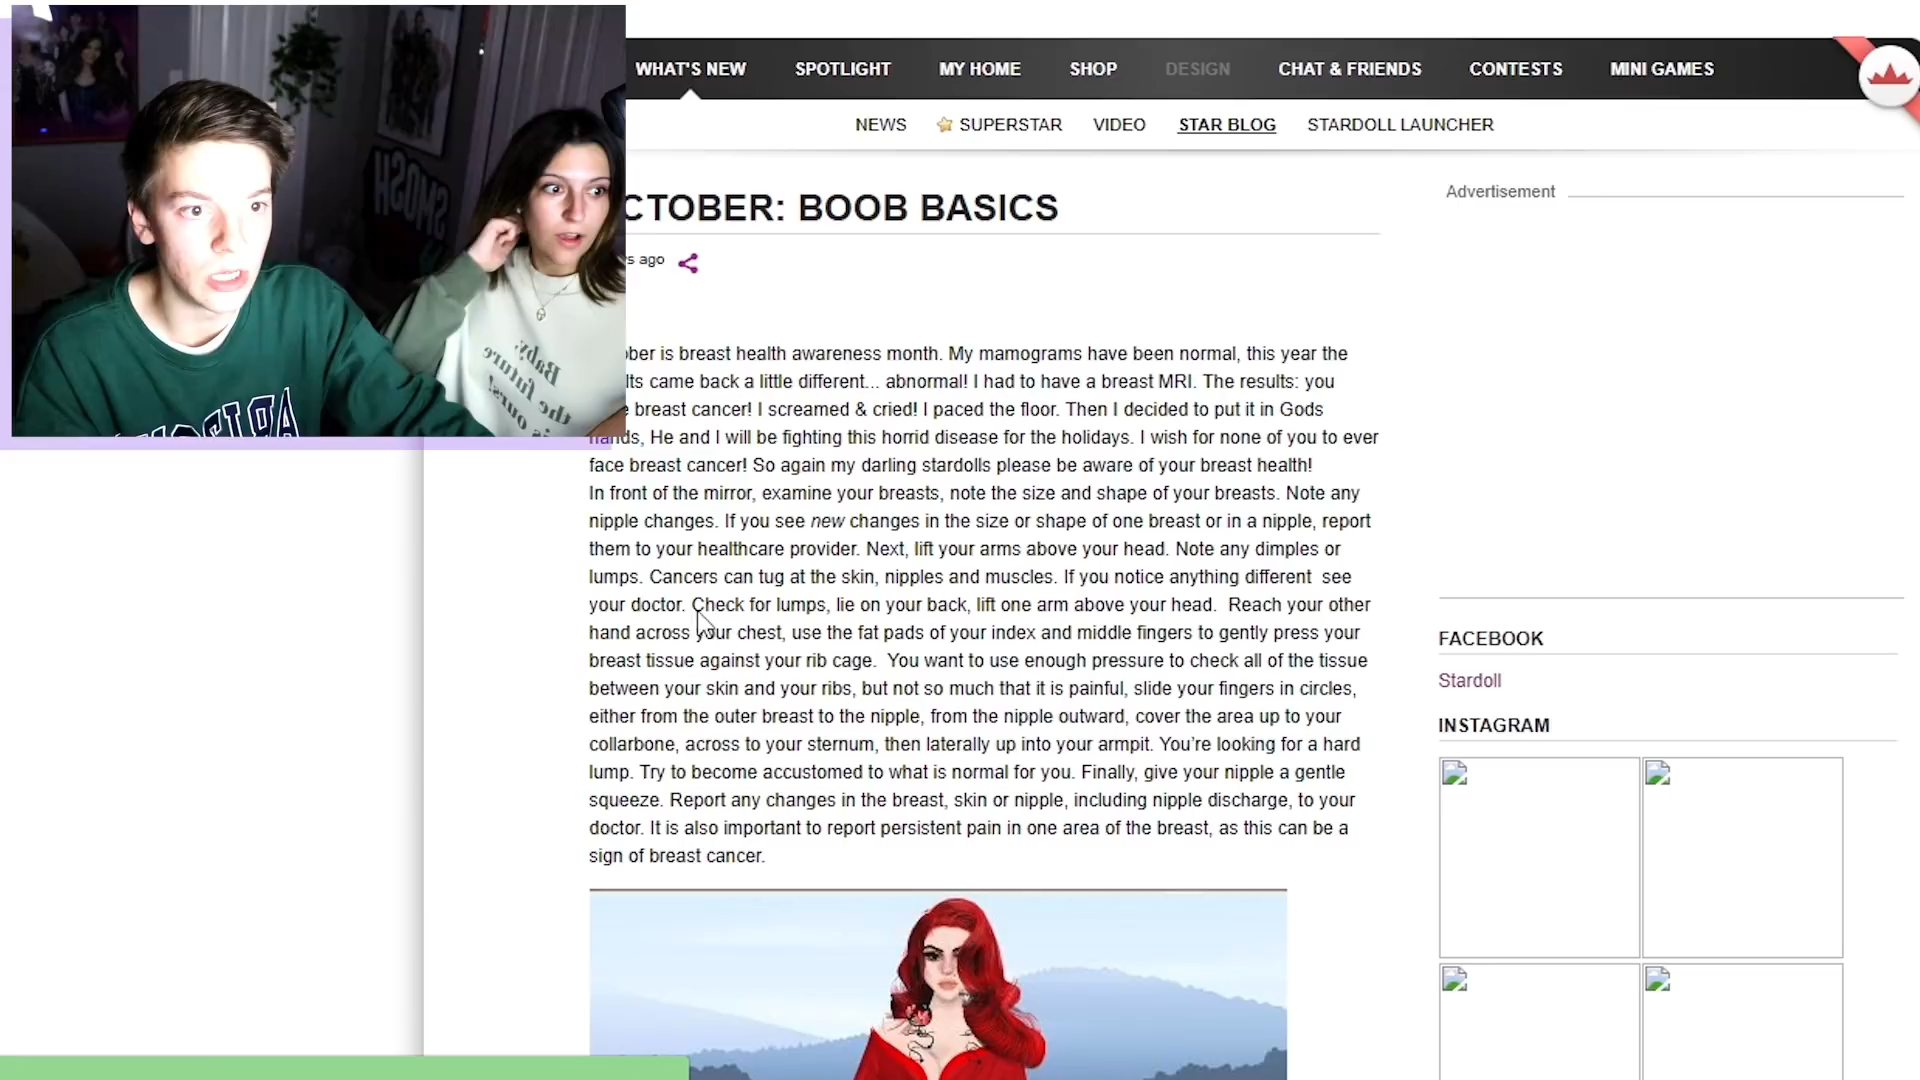 WHAT'S NEW SPOTLIGHT MY HOME SHOP DESIGN CHAT & FRIENDS CONTESTS MINI GAMES
NEWS SUPERSTAR VIDEO STAR BLOG STARDOLL LAUNCHER
CTOBER: BOOB BASICS
Advertisement
s ago
ber is breast health awareness month. My mamograms have been normal, this year the
lts came back a little different... abnormal! I had to have a breast MRI. The results: you
breast cancer! I screamed & cried! I paced the floor. Then I decided to put it in Gods
hands, He and I will be fighting this horrid disease for the holidays. I wish for none of you to ever
face breast cancer! So again my darling stardolls please be aware of your breast health!
In front of the mirror, examine your breasts, note the size and shape of your breasts. Note any
nipple changes. If you see new changes in the size or shape of one breast or in a nipple, report
them to your healthcare provider. Next, lift your arms above your head. Note any dimples or
lumps. Cancers can tug at the skin, nipples and muscles. If you notice anything different see
your doctor. Check for lumps, lie on your back, lift one arm above your head. Reach your other
hand across your chest, use the fat pads of your index and middle fingers to gently press your
breast tissue against your rib cage. You want to use enough pressure to check all of the tissue
between your skin and your ribs, but not so much that it is painful, slide your fingers in circles,
either from the outer breast to the nipple, from the nipple outward, cover the area up to your
collarbone, across to your sternum, then laterally up into your armpit. You're looking for a hard
lump. Try to become accustomed to what is normal for you. Finally, give your nipple a gentle
squeeze. Report any changes in the breast, skin or nipple, including nipple discharge, to your
doctor. It is also important to report persistent pain in one area of the breast, as this can be a
sign of breast cancer.
FACEBOOK
Stardoll
INSTAGRAM
SMOSH
Baby,
the future
is ours!